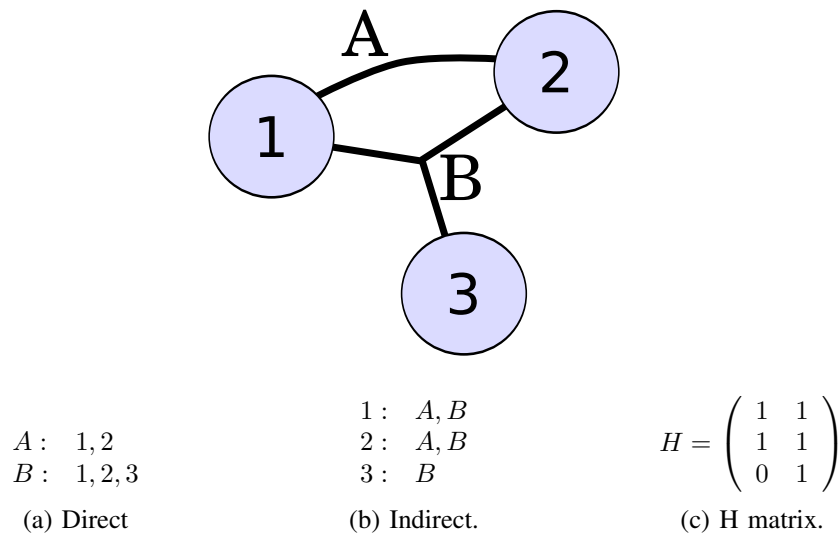 A
2
1
B
3
A : 1, 2
B : 1, 2, 3
(a) Direct
1 : A, B
2 : A, B
3 : B
(b) Indirect.
H = ( 1 1
1 1
0 1 )
(c) H matrix.